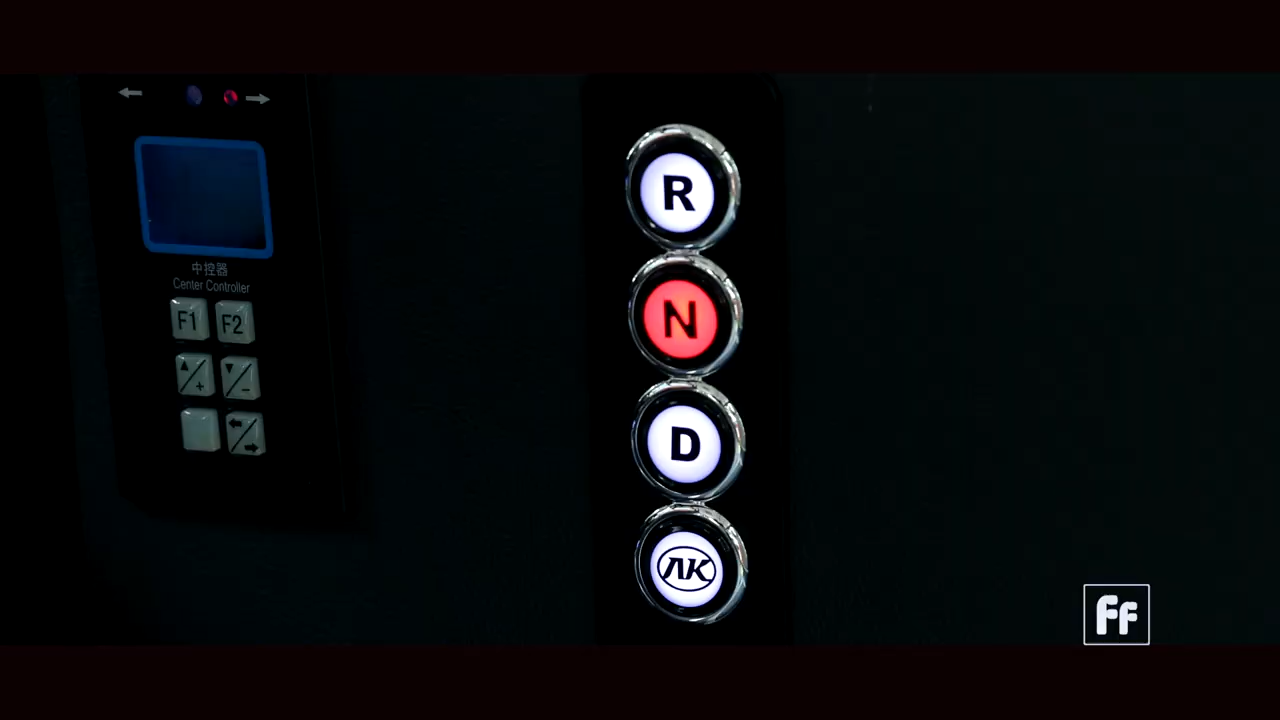 中控器
Center Controller
F1 F2
+ −
R
N
D
ΛK
Ff